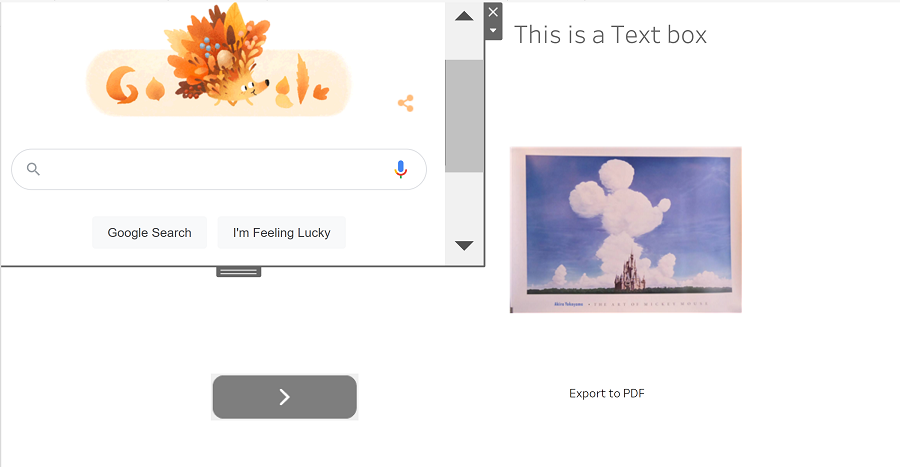 This is a Text box
Google Search
I'm Feeling Lucky
Akira Yokoyama • THE ART OF MICKEY MOUSE
Export to PDF